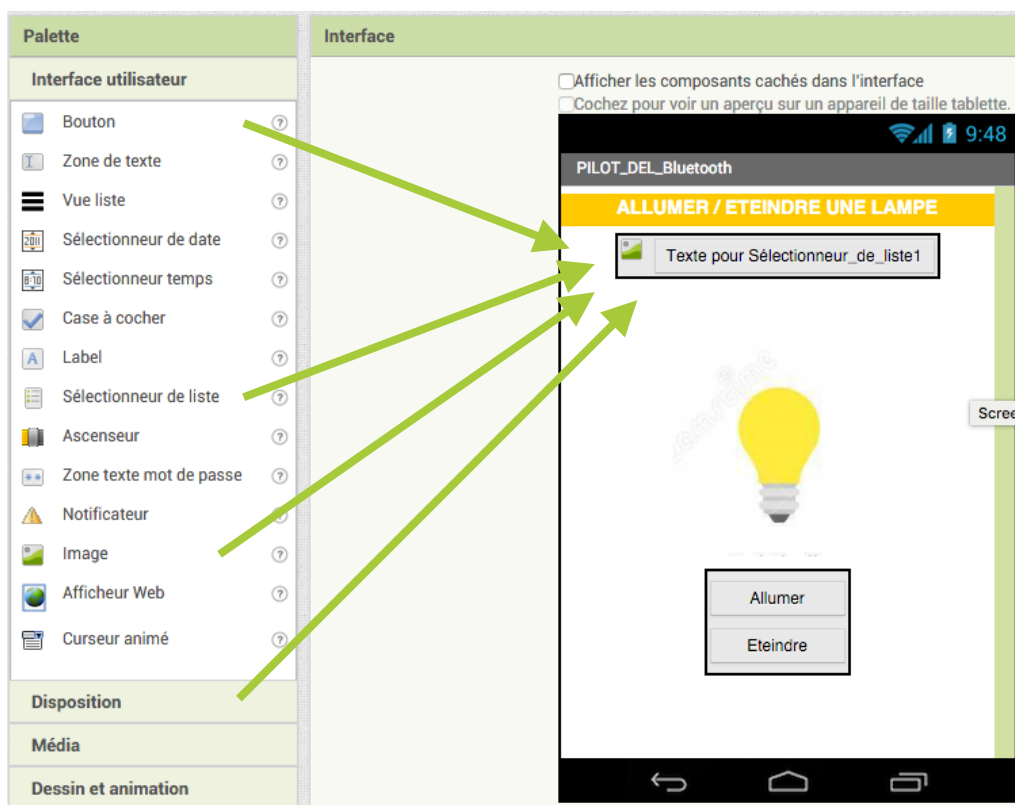 Palette
Interface utilisateur
Bouton
Zone de texte
Vue liste
Sélectionneur de date
Sélectionneur temps
Case à cocher
Label
Sélectionneur de liste
Ascenseur
Zone texte mot de passe
Notificateur
Image
Afficheur Web
Curseur animé
Disposition
Média
Dessin et animation
Interface
Afficher les composants cachés dans l'interface
Cochez pour voir un aperçu sur un appareil de taille tablette.
9:48
PILOT_DEL_Bluetooth
ALLUMER / ETEINDRE UNE LAMPE
Texte pour Sélectionneur_de_liste1
Scree
Allumer
Eteindre